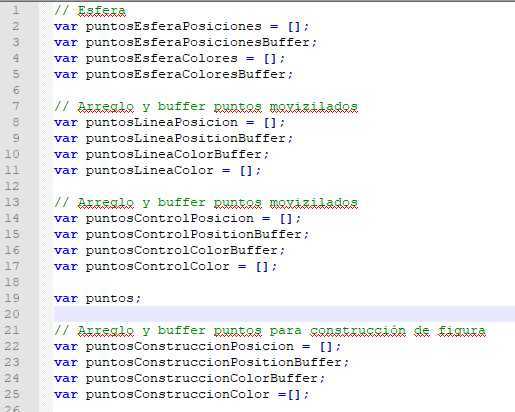 1 // Esfera
2 var puntosEsferaPosiciones = [];
3 var puntosEsferaPosicionesBuffer;
4 var puntosEsferaColores = [];
5 var puntosEsferaColoresBuffer;
6
7 // Arreglo y buffer puntos movizilados
8 var puntosLineaPosicion = [];
9 var puntosLineaPositionBuffer;
10 var puntosLineaColorBuffer;
11 var puntosLineaColor = [];
12
13 // Arreglo y buffer puntos movizilados
14 var puntosControlPosicion = [];
15 var puntosControlPositionBuffer;
16 var puntosControlColorBuffer;
17 var puntosControlColor = [];
18
19 var puntos;
20
21 // Arreglo y buffer puntos para construcción de figura
22 var puntosConstruccionPosicion = [];
23 var puntosConstruccionPositionBuffer;
24 var puntosConstruccionColorBuffer;
25 var puntosConstruccionColor =[];
26